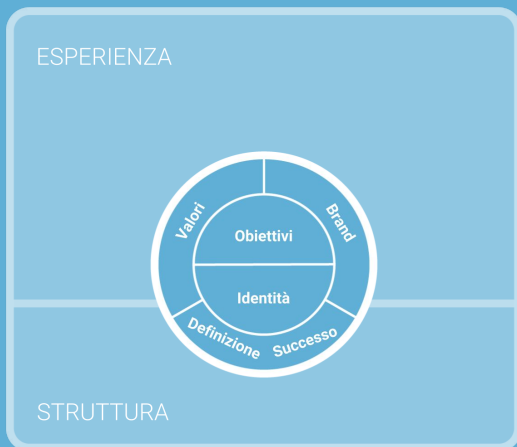 ESPERIENZA
Valori
Brand
Obiettivi
Identità
Definizione Successo
STRUTTURA